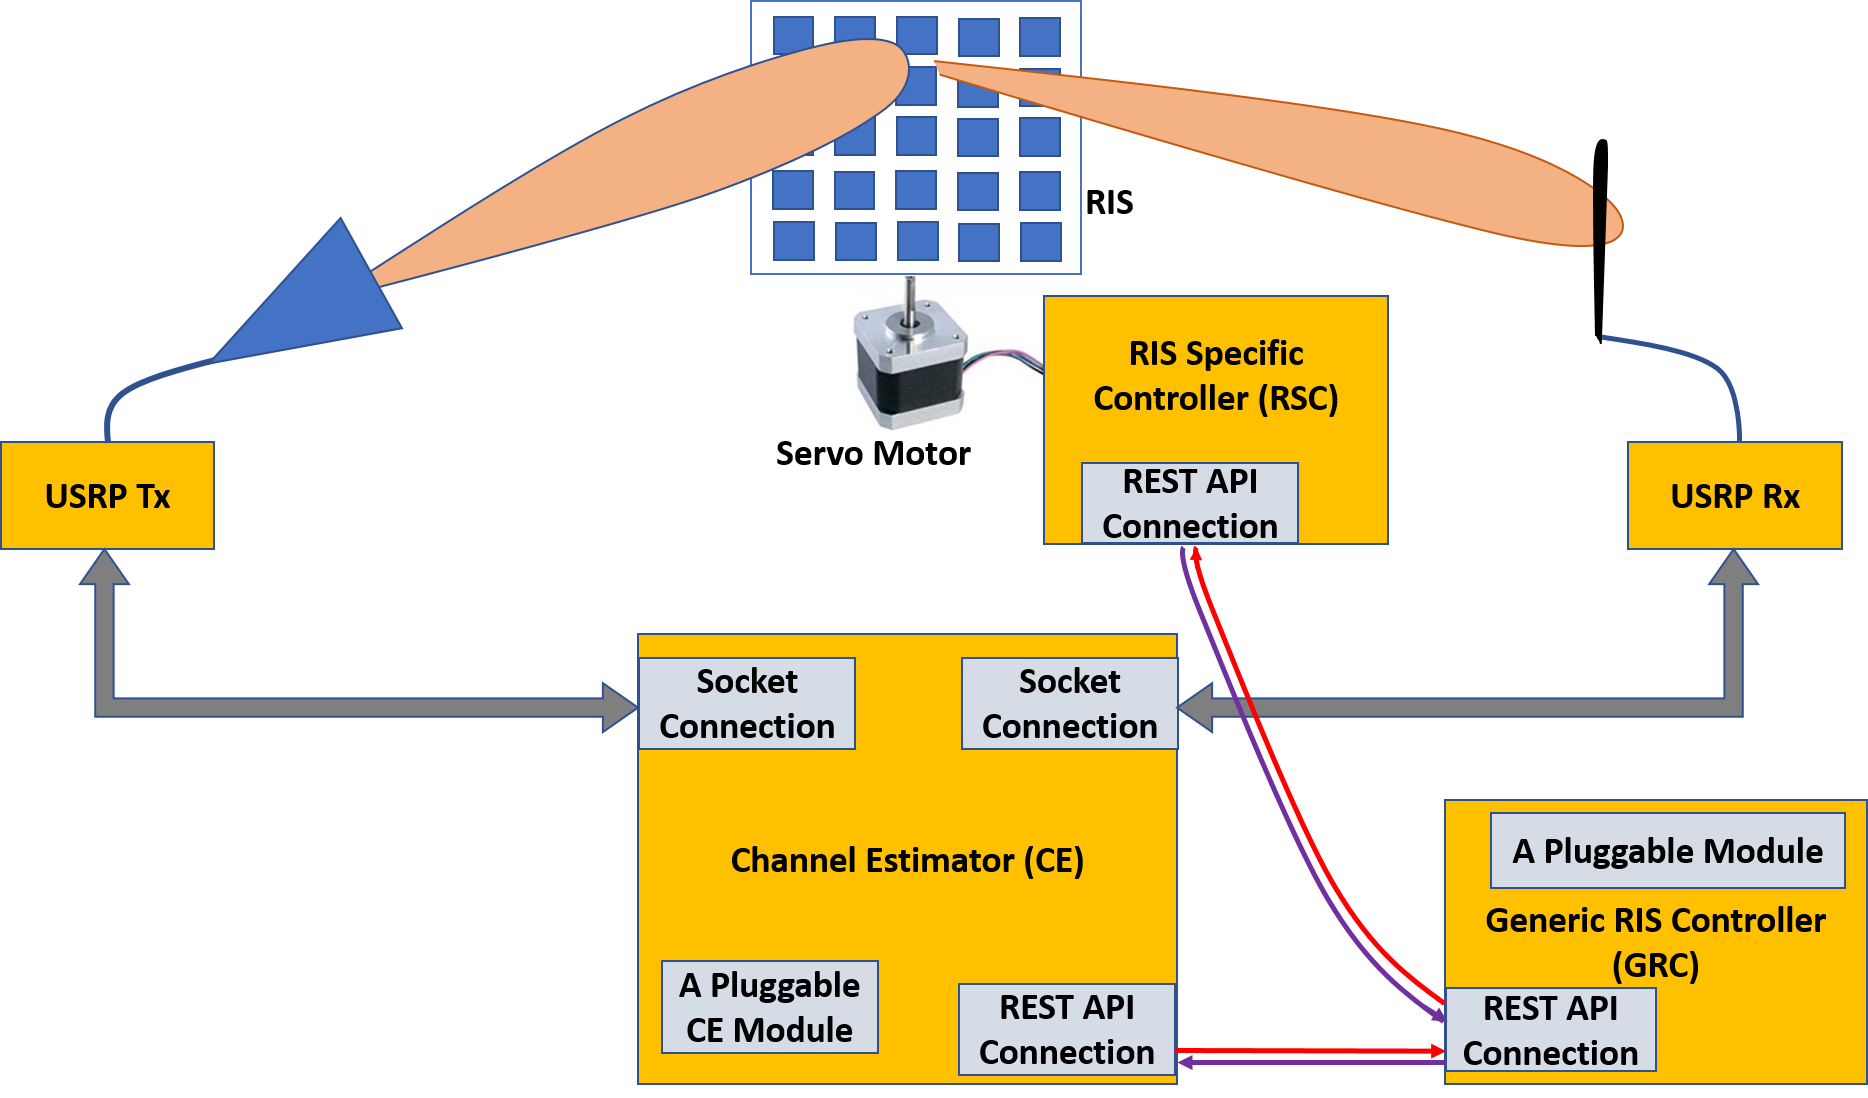 RIS
RIS Specific
Controller (RSC)
Servo Motor
REST API
Connection
USRP Tx
USRP Rx
Socket
Connection
Socket
Connection
Channel Estimator (CE)
A Pluggable Module
Generic RIS Controller
(GRC)
A Pluggable
CE Module
REST API
Connection
REST API
Connection